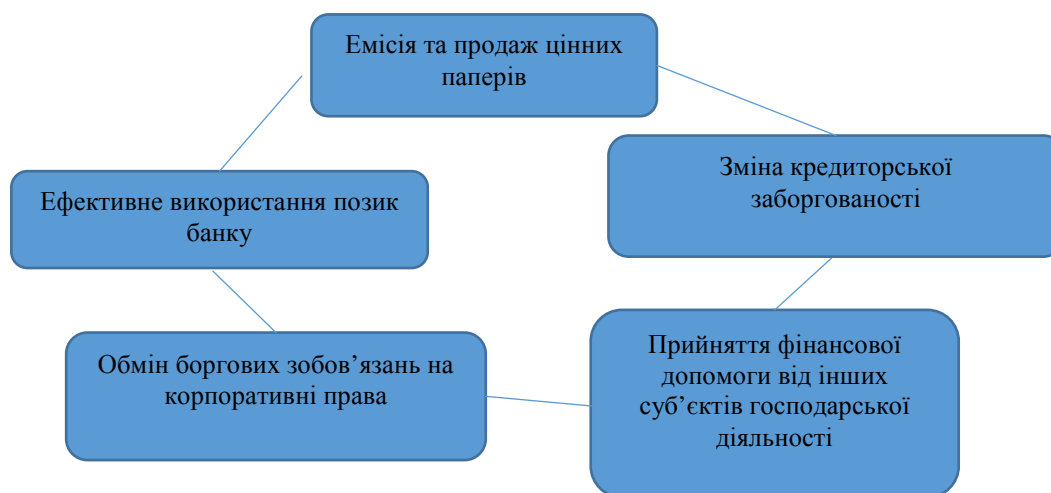 Емісія та продаж цінних
паперів
Зміна кредиторської
заборгованості
Ефективне використання позик
банку
Обмін боргових зобов’язань на
корпоративні права
Прийняття фінансової
допомоги від інших
суб’єктів господарської
діяльності